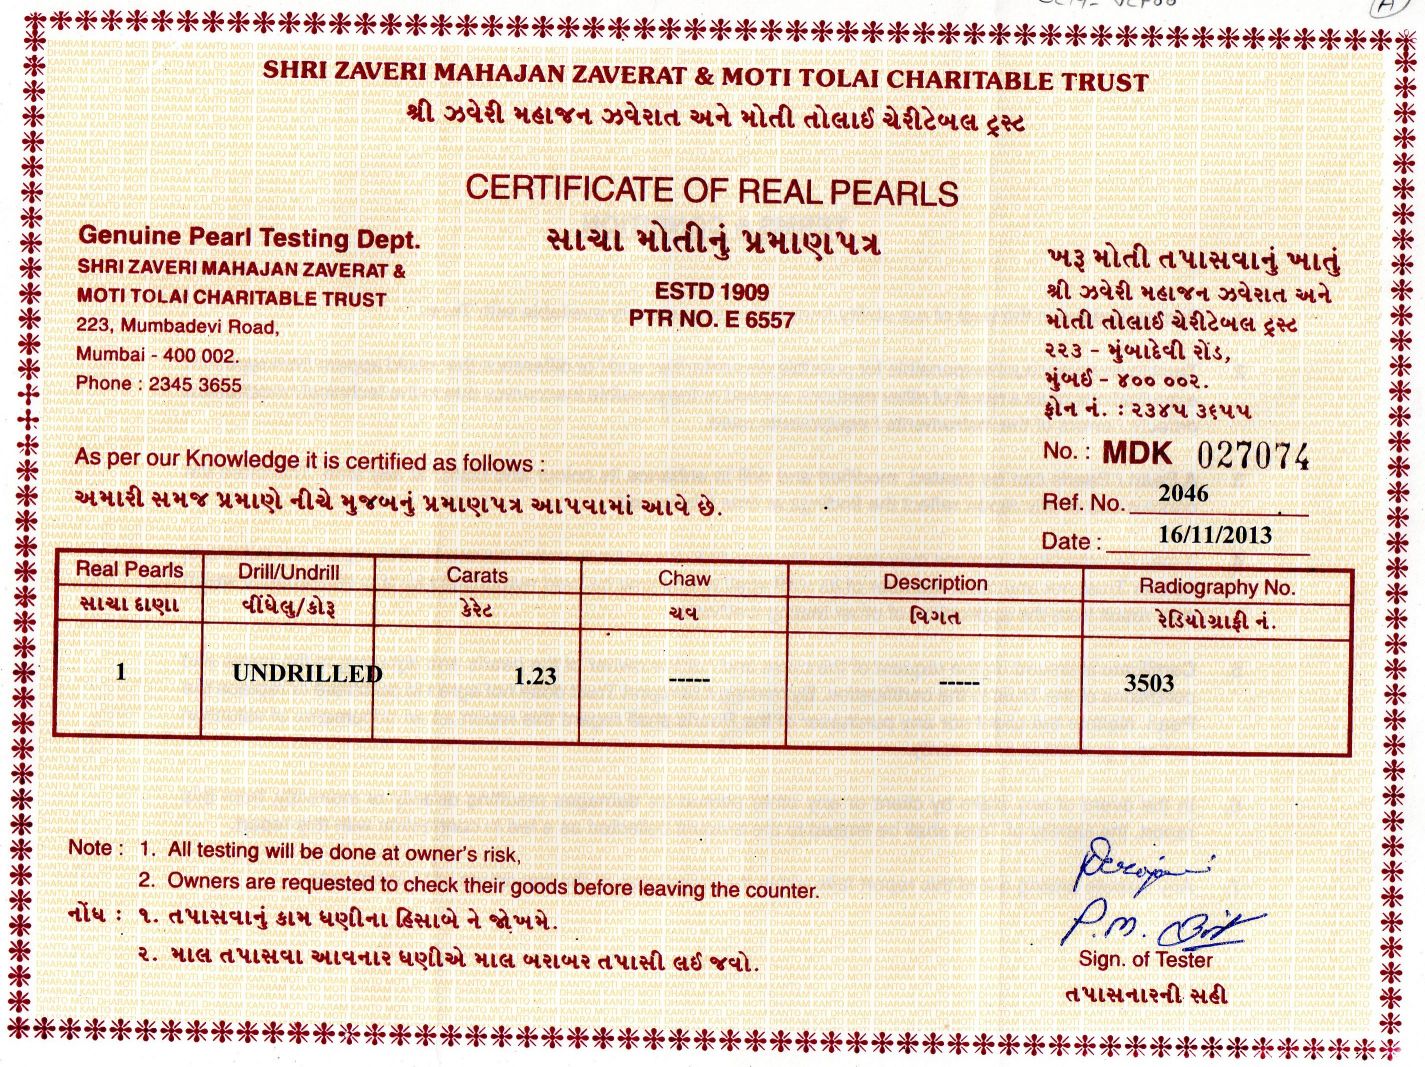 SHRI ZAVERI MAHAJAN ZAVERAT & MOTI TOLAI CHARITABLE TRUST
શ્રી ઝવેરી મહાજન ઝવેરાત અને મોતી તોલાઈ ચેરીટેબલ ટ્રસ્ટ
CERTIFICATE OF REAL PEARLS
સાચા મોતીનું પ્રમાણપત્ર
ESTD 1909
PTR NO. E 6557
Genuine Pearl Testing Dept.
SHRI ZAVERI MAHAJAN ZAVERAT &
MOTI TOLAI CHARITABLE TRUST
223, Mumbadevi Road,
Mumbai - 400 002.
Phone : 2345 3655
ખરૂ મોતી તપાસવાનું ખાતું
શ્રી ઝવેરી મહાજન ઝવેરાત અને
મોતી તોલાઈ ચેરીટેબલ ટ્રસ્ટ
૨૨૩ - મુંબાદેવી રોડ,
મુંબઈ - ૪૦૦ ૦૦૨.
ફોન નં. : ૨૩૪૫ ૩૬૫૫
No. : MDK 027074
Ref. No. 2046
Date : 16/11/2013
As per our Knowledge it is certified as follows :
અમારી સમજ પ્રમાણે નીચે મુજબનું પ્રમાણપત્ર આપવામાં આવે છે.
Real Pearls Drill/Undrill Carats Chaw Description Radiography No.
સાચા દાણા વીંધેલુ/કોરૂ કેરેટ ચવ વિગત રેડિયોગ્રાફી નં.
1 UNDRILLED 1.23 ----- ----- 3503
Note : 1. All testing will be done at owner's risk,
2. Owners are requested to check their goods before leaving the counter.
નોંધ : ૧. તપાસવાનું કામ ધણીના હિસાબે ને જોખમે.
૨. માલ તપાસવા આવનાર ધણીએ માલ બરાબર તપાસી લઈ જવો.
P.M.
Sign. of Tester
તપાસનારની સહી
DHARAM KANTO MOTI